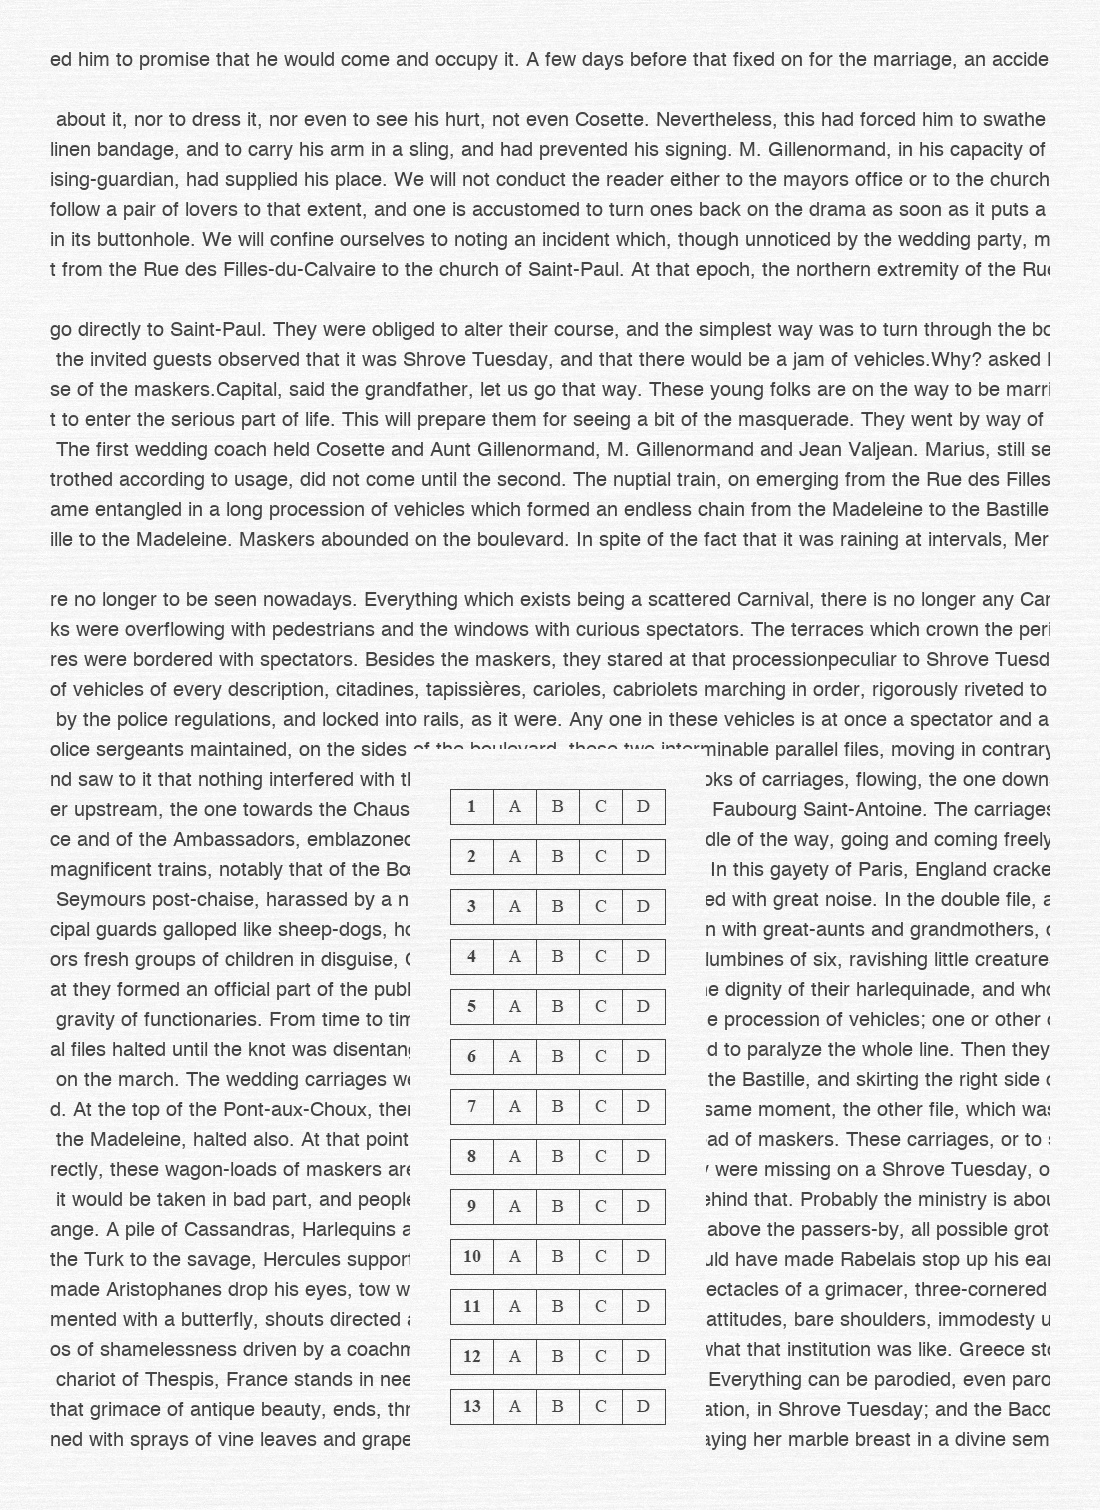 ed him to promise that he would come and occupy it. A few days before that fixed on for the marriage, an accide
about it, nor to dress it, nor even to see his hurt, not even Cosette. Nevertheless, this had forced him to swathe
linen bandage, and to carry his arm in a sling, and had prevented his signing. M. Gillenormand, in his capacity of
ising-guardian, had supplied his place. We will not conduct the reader either to the mayors office or to the church
follow a pair of lovers to that extent, and one is accustomed to turn ones back on the drama as soon as it puts a
in its buttonhole. We will confine ourselves to noting an incident which, though unnoticed by the wedding party, m
t from the Rue des Filles-du-Calvaire to the church of Saint-Paul. At that epoch, the northern extremity of the Rue
go directly to Saint-Paul. They were obliged to alter their course, and the simplest way was to turn through the bo
the invited guests observed that it was Shrove Tuesday, and that there would be a jam of vehicles.Why? asked
se of the maskers.Capital, said the grandfather, let us go that way. These young folks are on the way to be marri
t to enter the serious part of life. This will prepare them for seeing a bit of the masquerade. They went by way of
The first wedding coach held Cosette and Aunt Gillenormand, M. Gillenormand and Jean Valjean. Marius, still se
trothed according to usage, did not come until the second. The nuptial train, on emerging from the Rue des Filles
ame entangled in a long procession of vehicles which formed an endless chain from the Madeleine to the Bastille
ille to the Madeleine. Maskers abounded on the boulevard. In spite of the fact that it was raining at intervals, Mer
re no longer to be seen nowadays. Everything which exists being a scattered Carnival, there is no longer any Car
ks were overflowing with pedestrians and the windows with curious spectators. The terraces which crown the peri
res were bordered with spectators. Besides the maskers, they stared at that processionpeculiar to Shrove Tuesd
of vehicles of every description, citadines, tapissières, carioles, cabriolets marching in order, rigorously riveted to
by the police regulations, and locked into rails, as it were. Any one in these vehicles is at once a spectator and a
olice sergeants maintained, on the sides of the boulevard, these two interminable parallel files, moving in contrary
nd saw to it that nothing interfered with th oks of carriages, flowing, the one down
er upstream, the one towards the Chaus Faubourg Saint-Antoine. The carriages
ce and of the Ambassadors, emblazoned dle of the way, going and coming freely
magnificent trains, notably that of the Bœ In this gayety of Paris, England cracke
Seymours post-chaise, harassed by a n ed with great noise. In the double file, a
cipal guards galloped like sheep-dogs, ho n with great-aunts and grandmothers,
ors fresh groups of children in disguise, lumbines of six, ravishing little creature
at they formed an official part of the publ e dignity of their harlequinade, and who
gravity of functionaries. From time to tim e procession of vehicles; one or other
al files halted until the knot was disentang d to paralyze the whole line. Then they
on the march. The wedding carriages we the Bastille, and skirting the right side
d. At the top of the Pont-aux-Choux, ther same moment, the other file, which was
the Madeleine, halted also. At that point ad of maskers. These carriages, or to
rectly, these wagon-loads of maskers are were missing on a Shrove Tuesday, o
it would be taken in bad part, and people ehind that. Probably the ministry is abou
ange. A pile of Cassandras, Harlequins a above the passers-by, all possible grot
the Turk to the savage, Hercules support uld have made Rabelais stop up his ear
made Aristophanes drop his eyes, tow w ectacles of a grimacer, three-cornered
mented with a butterfly, shouts directed attitudes, bare shoulders, immodesty u
os of shamelessness driven by a coachm what that institution was like. Greece sto
chariot of Thespis, France stands in nee Everything can be parodied, even paro
that grimace of antique beauty, ends, thr ation, in Shrove Tuesday; and the Bacc
ned with sprays of vine leaves and grape aying her marble breast in a divine sem
1 A B C D
2 A B C D
3 A B C D
4 A B C D
5 A B C D
6 A B C D
7 A B C D
8 A B C D
9 A B C D
10 A B C D
11 A B C D
12 A B C D
13 A B C D